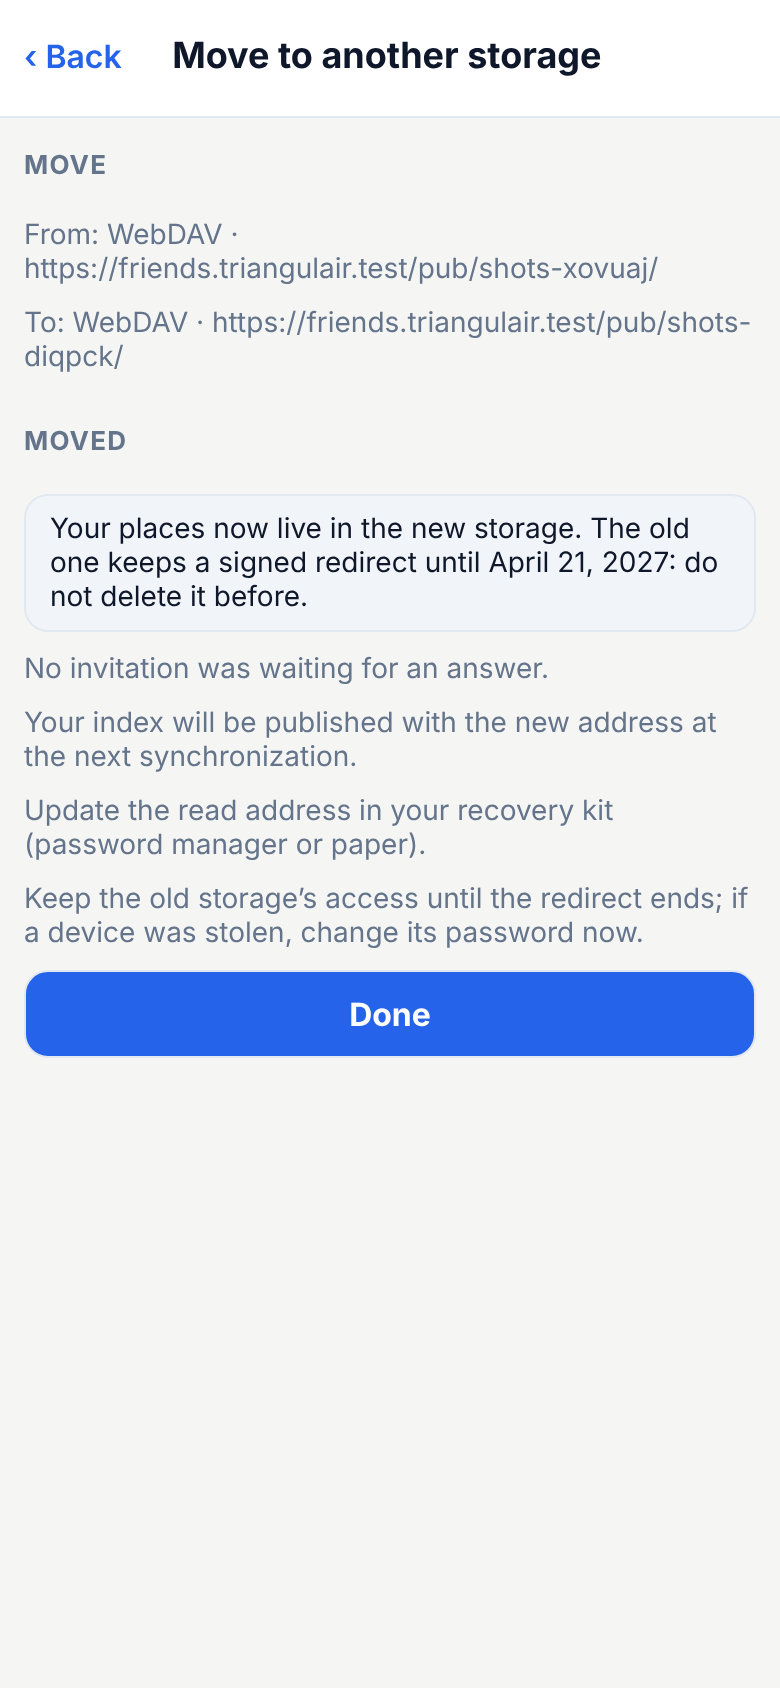 ‹ Back
Move to another storage
MOVE
From: WebDAV ·
https://friends.triangulair.test/pub/shots-xovuaj/
To: WebDAV · https://friends.triangulair.test/pub/shots-
diqpck/
MOVED
Your places now live in the new storage. The old
one keeps a signed redirect until April 21, 2027: do
not delete it before.
No invitation was waiting for an answer.
Your index will be published with the new address at
the next synchronization.
Update the read address in your recovery kit
(password manager or paper).
Keep the old storage’s access until the redirect ends; if
a device was stolen, change its password now.
Done